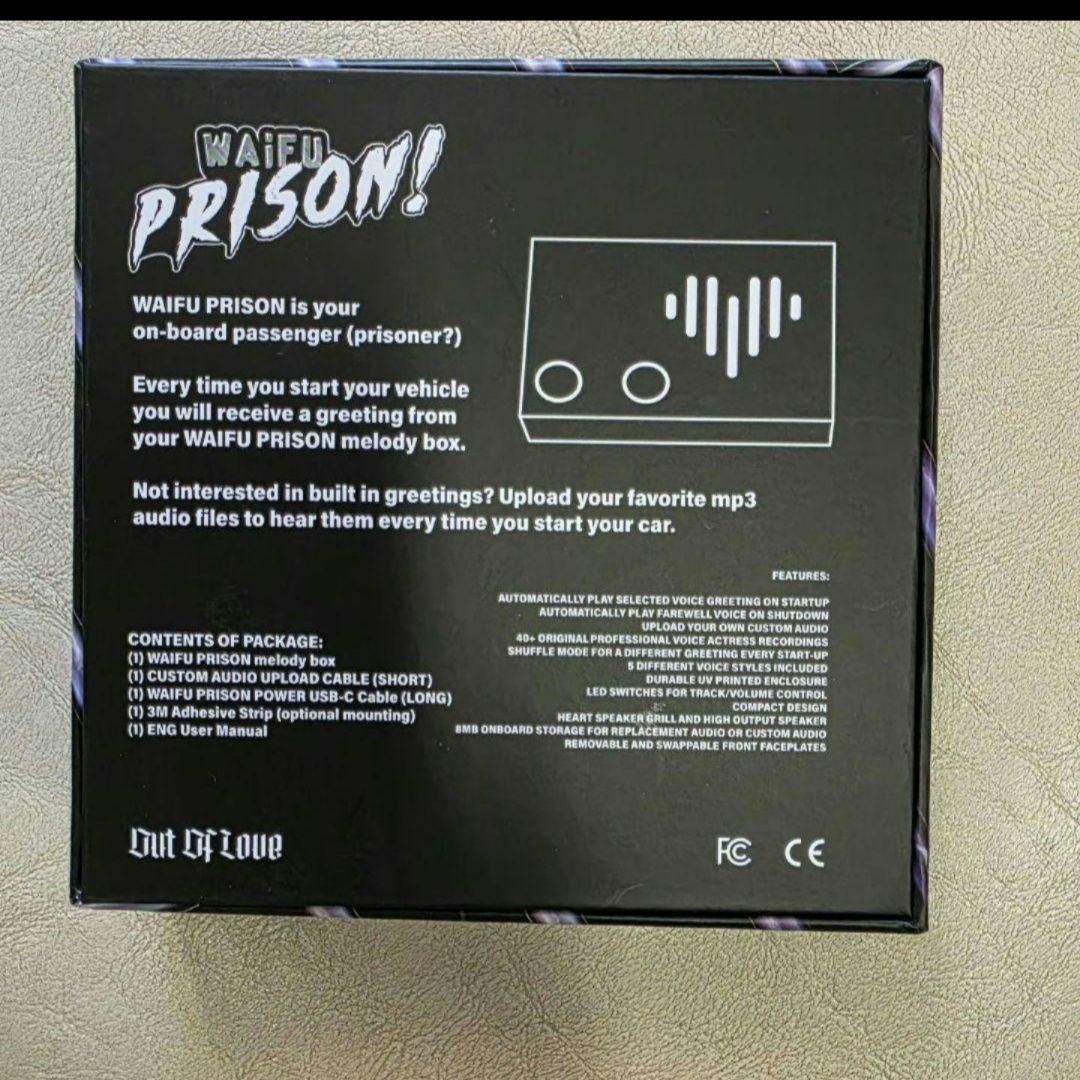 WAiFU
PRISON!
WAIFU PRISON is your
on-board passenger (prisoner?)
Every time you start your vehicle
you will receive a greeting from
your WAIFU PRISON melody box.
Not interested in built in greetings? Upload your favorite mp3
audio files to hear them every time you start your car.
FEATURES:
AUTOMATICALLY PLAY SELECTED VOICE GREETING ON STARTUP
AUTOMATICALLY PLAY FAREWELL VOICE ON SHUTDOWN
UPLOAD YOUR OWN CUSTOM AUDIO
40+ ORIGINAL PROFESSIONAL VOICE ACTRESS RECORDINGS
SHUFFLE MODE FOR A DIFFERENT GREETING EVERY START-UP
5 DIFFERENT VOICE STYLES INCLUDED
DURABLE UV PRINTED ENCLOSURE
LED SWITCHES FOR TRACK/VOLUME CONTROL
COMPACT DESIGN
HEART SPEAKER GRILL AND HIGH OUTPUT SPEAKER
8MB ONBOARD STORAGE FOR REPLACEMENT AUDIO OR CUSTOM AUDIO
REMOVABLE AND SWAPPABLE FRONT FACEPLATES
CONTENTS OF PACKAGE:
(1) WAIFU PRISON melody box
(1) CUSTOM AUDIO UPLOAD CABLE (SHORT)
(1) WAIFU PRISON POWER USB-C Cable (LONG)
(1) 3M Adhesive Strip (optional mounting)
(1) ENG User Manual
Out Of Love
FC CE